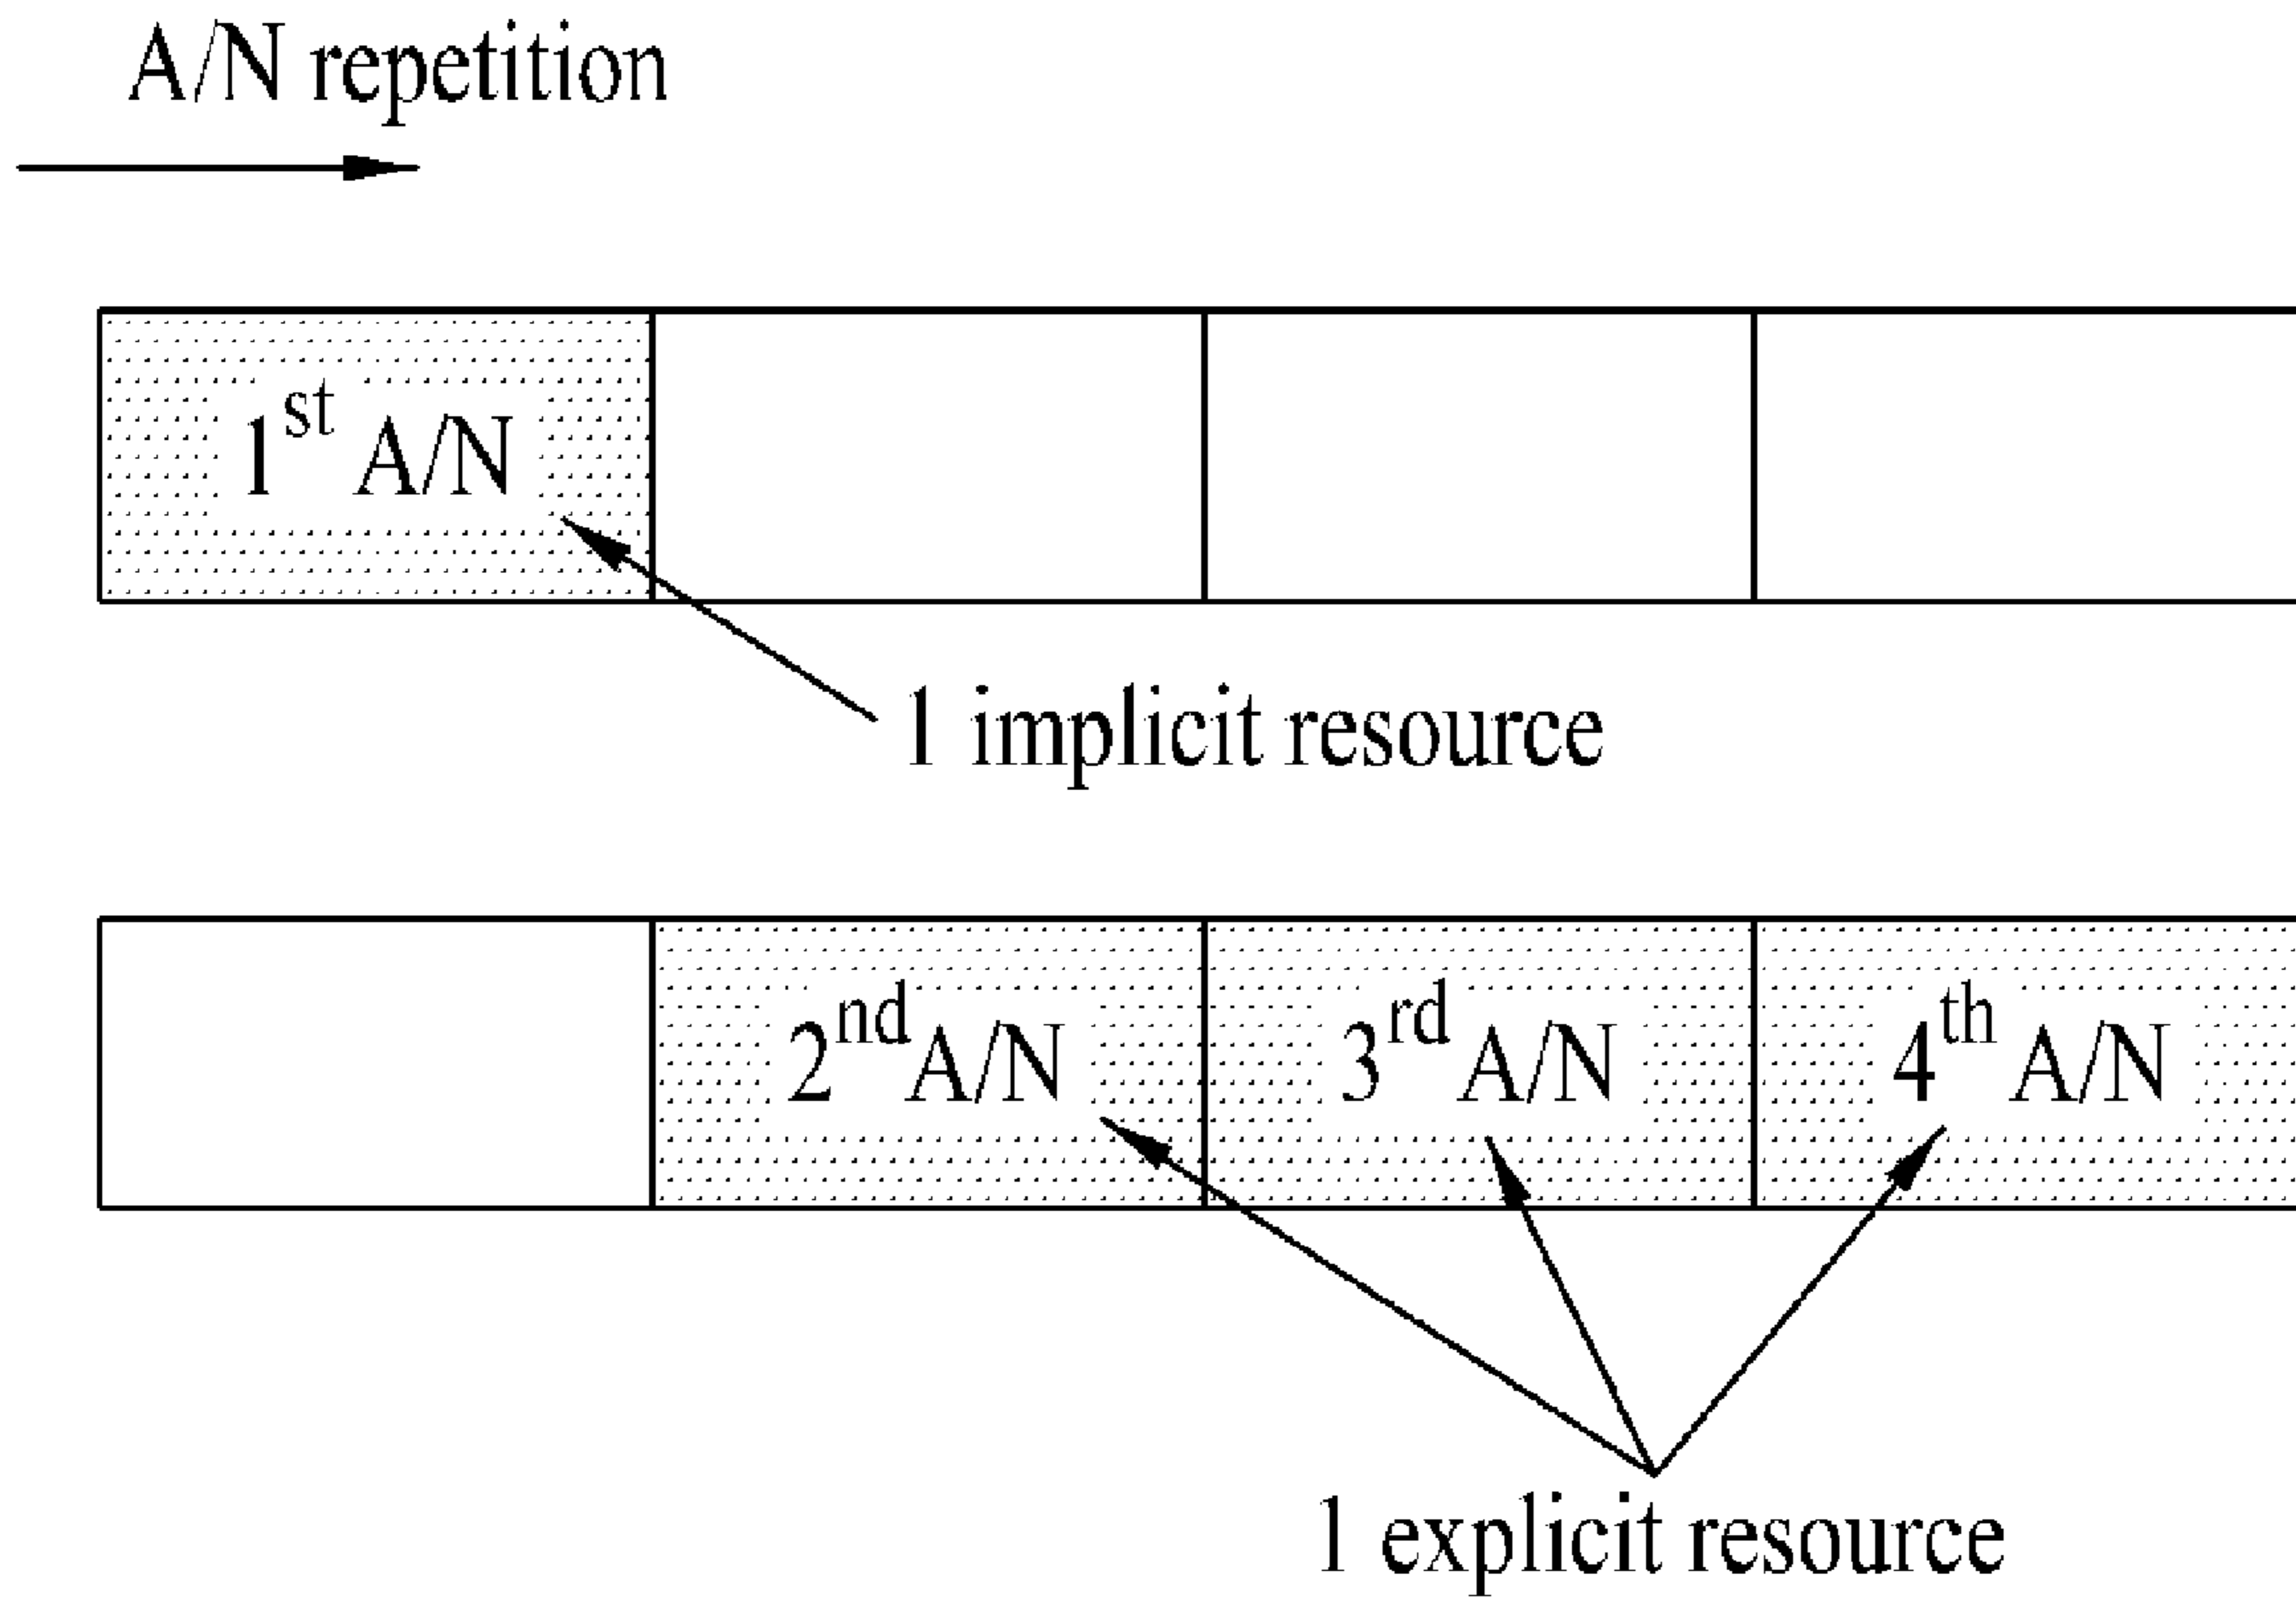 A/N repetition
1st A/N
1 implicit resource
2nd A/N 3rd A/N 4th A/N
1 explicit resource